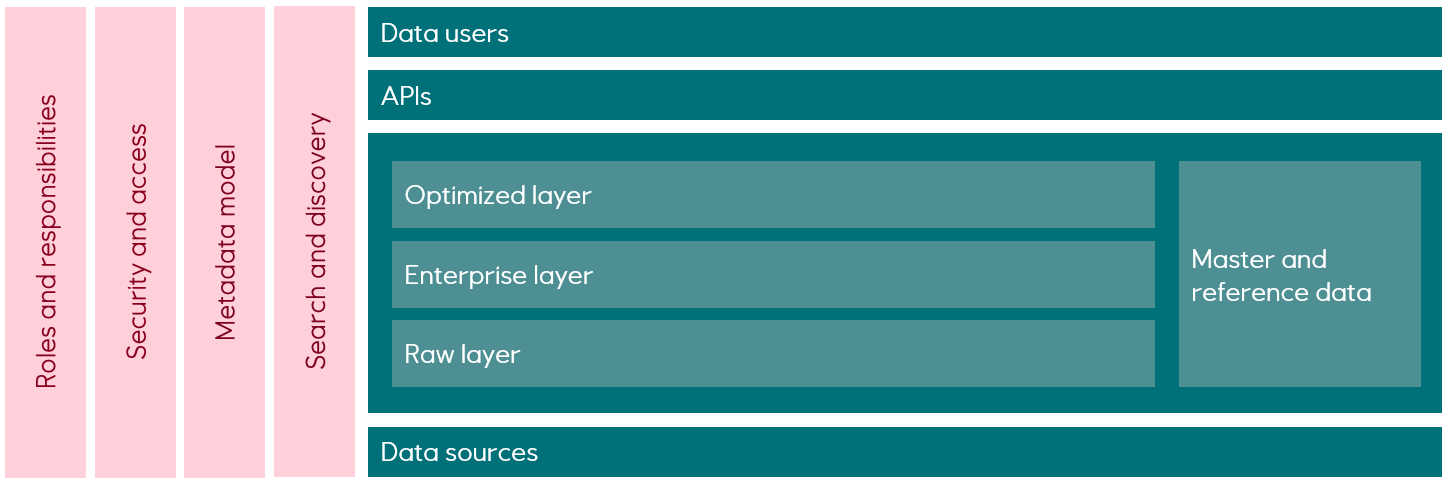 Roles and responsibilities
Security and access
Metadata model
Search and discovery
Data users
APIs
Optimized layer
Enterprise layer
Raw layer
Master and
reference data
Data sources